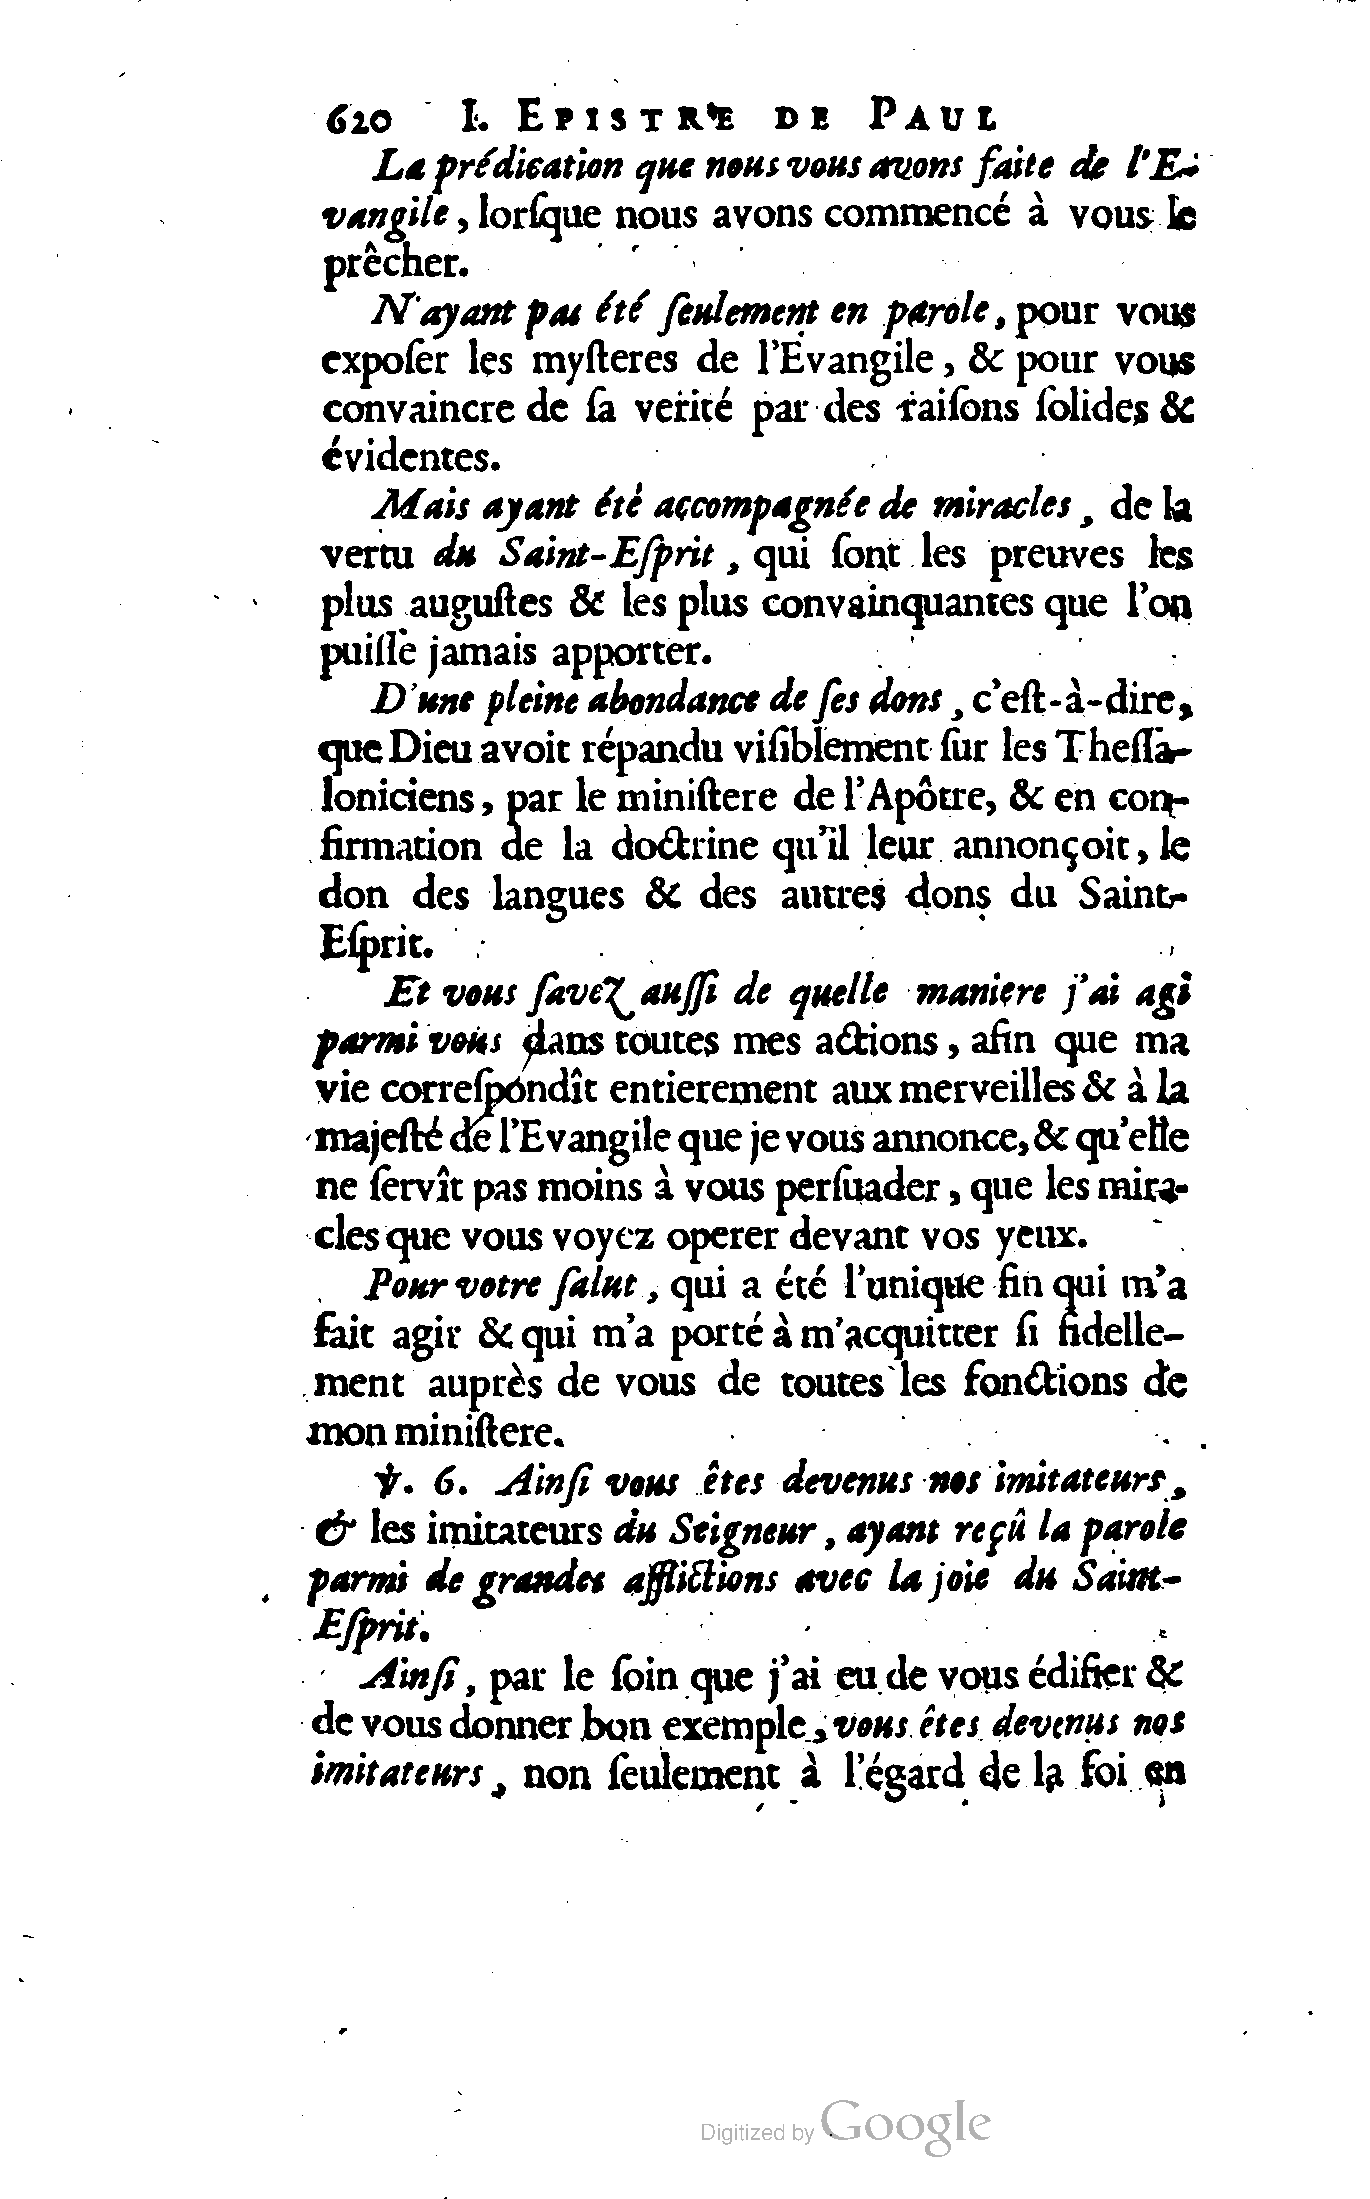 620 I. EPISTRE DE PAUL
La prédication que nous vous avons faite de l'E-
vangile, lorſque nous avons commencé à vous le
prêcher.
N'ayant pas été ſeulement en parole, pour vous
expoſer les myſteres de l'Evangile, & pour vous
convaincre de ſa verité par des raiſons ſolides &
évidentes.
Mais ayant été accompagnée de miracles, de la
vertu du Saint-Eſprit, qui ſont les preuves les
plus auguſtes & les plus convainquantes que l'on
puiſſe jamais apporter.
D'une pleine abondance de ſes dons, c'eſt-à-dire,
que Dieu avoit répandu viſiblement ſur les Theſſa-
loniciens, par le miniſtere de l'Apôtre, & en con-
firmation de la doctrine qu'il leur annonçoit, le
don des langues & des autres dons du Saint-
Eſprit.
Et vous ſavez auſſi de quelle maniere j'ai agi
parmi vous dans toutes mes actions, afin que ma
vie correſpondît entierement aux merveilles & à la
majeſté de l'Evangile que je vous annonce, & qu'elle
ne ſervît pas moins à vous perſuader, que les mira-
cles que vous voyez operer devant vos yeux.
Pour votre ſalut, qui a été l'unique fin qui m'a
fait agir & qui m'a porté à m'acquitter ſi fidelle-
ment auprès de vous de toutes les fonctions de
mon miniſtere.
℣. 6. Ainſi vous êtes devenus nos imitateurs,
& les imitateurs du Seigneur, ayant reçû la parole
parmi de grandes afflictions avec la joie du Saint-
Eſprit.
Ainſi, par le ſoin que j'ai eu de vous édifier &
de vous donner bon exemple, vous êtes devenus nos
imitateurs, non ſeulement à l'égard de la foi en
Digitized by Google